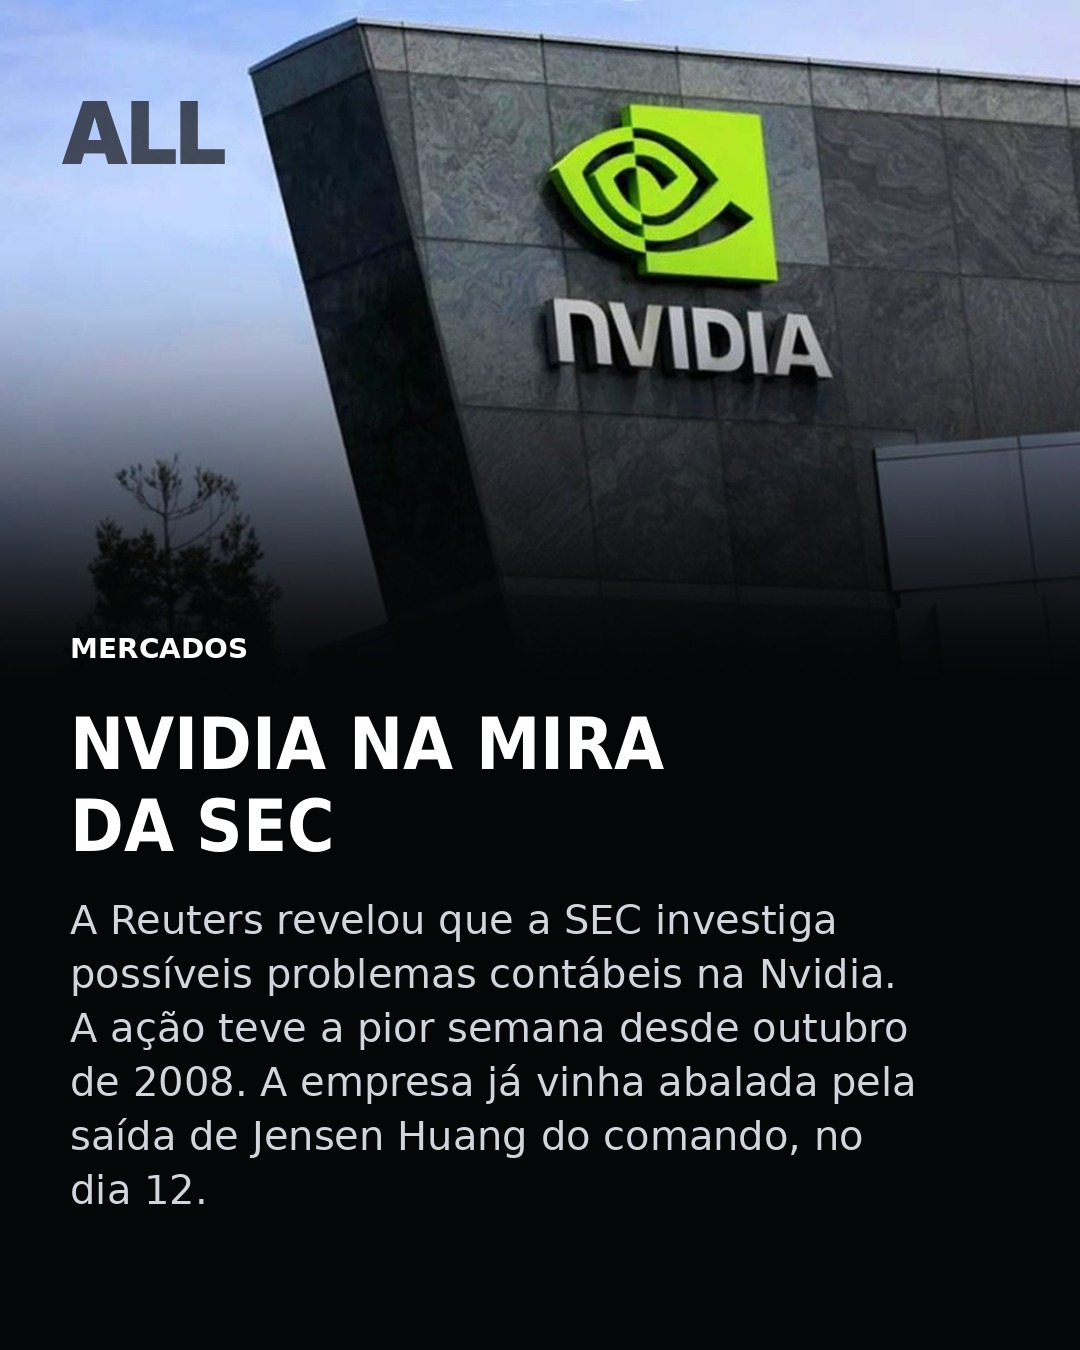 ALL
NVIDIA
MERCADOS
NVIDIA NA MIRA
DA SEC
A Reuters revelou que a SEC investiga
possíveis problemas contábeis na Nvidia.
A ação teve a pior semana desde outubro
de 2008. A empresa já vinha abalada pela
saída de Jensen Huang do comando, no
dia 12.